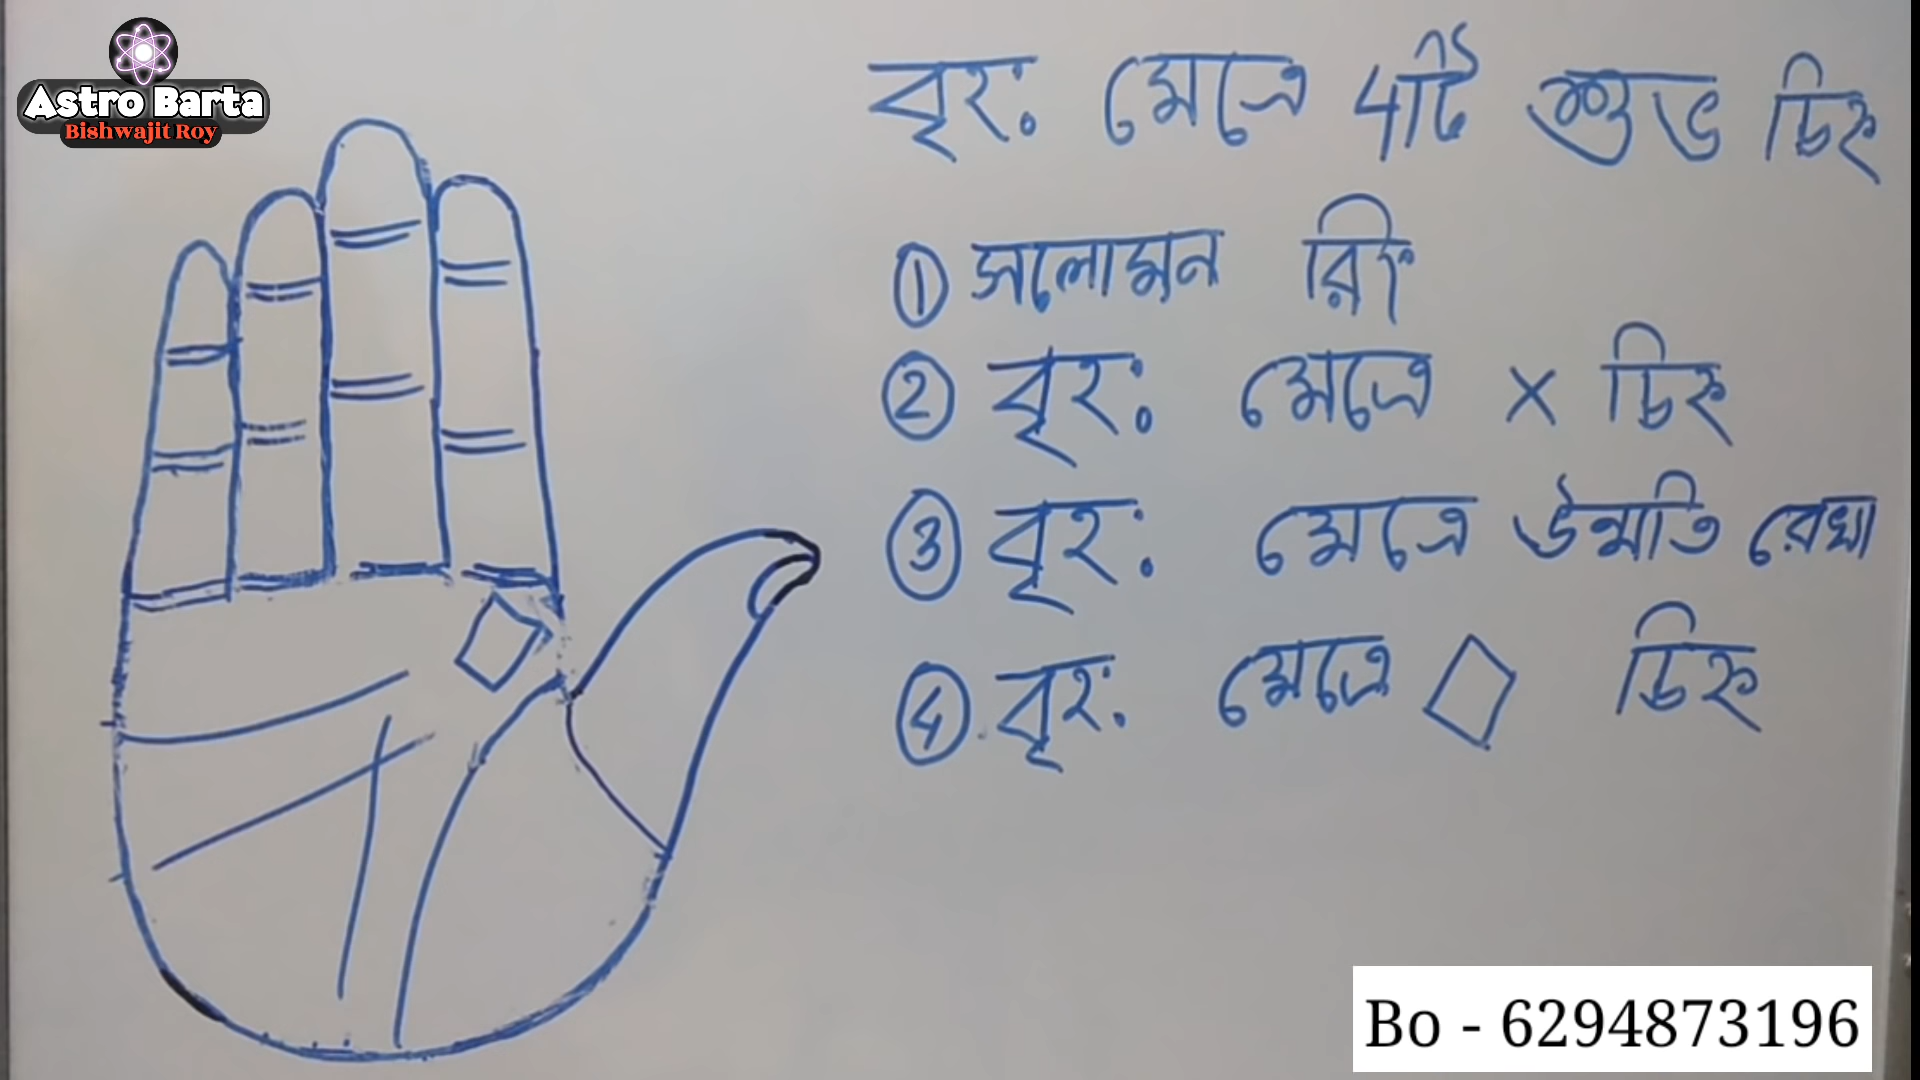 Astro Barta
Bishwajit Roy
বৃহঃ ক্ষেত্রে 4টি শুভ চিহ্ন
① সলোমন রিং
② বৃহঃ ক্ষেত্রে × চিহ্ন
③ বৃহঃ ক্ষেত্রে উন্নতি রেখা
④ বৃহঃ ক্ষেত্রে ◇ চিহ্ন
Bo - 6294873196